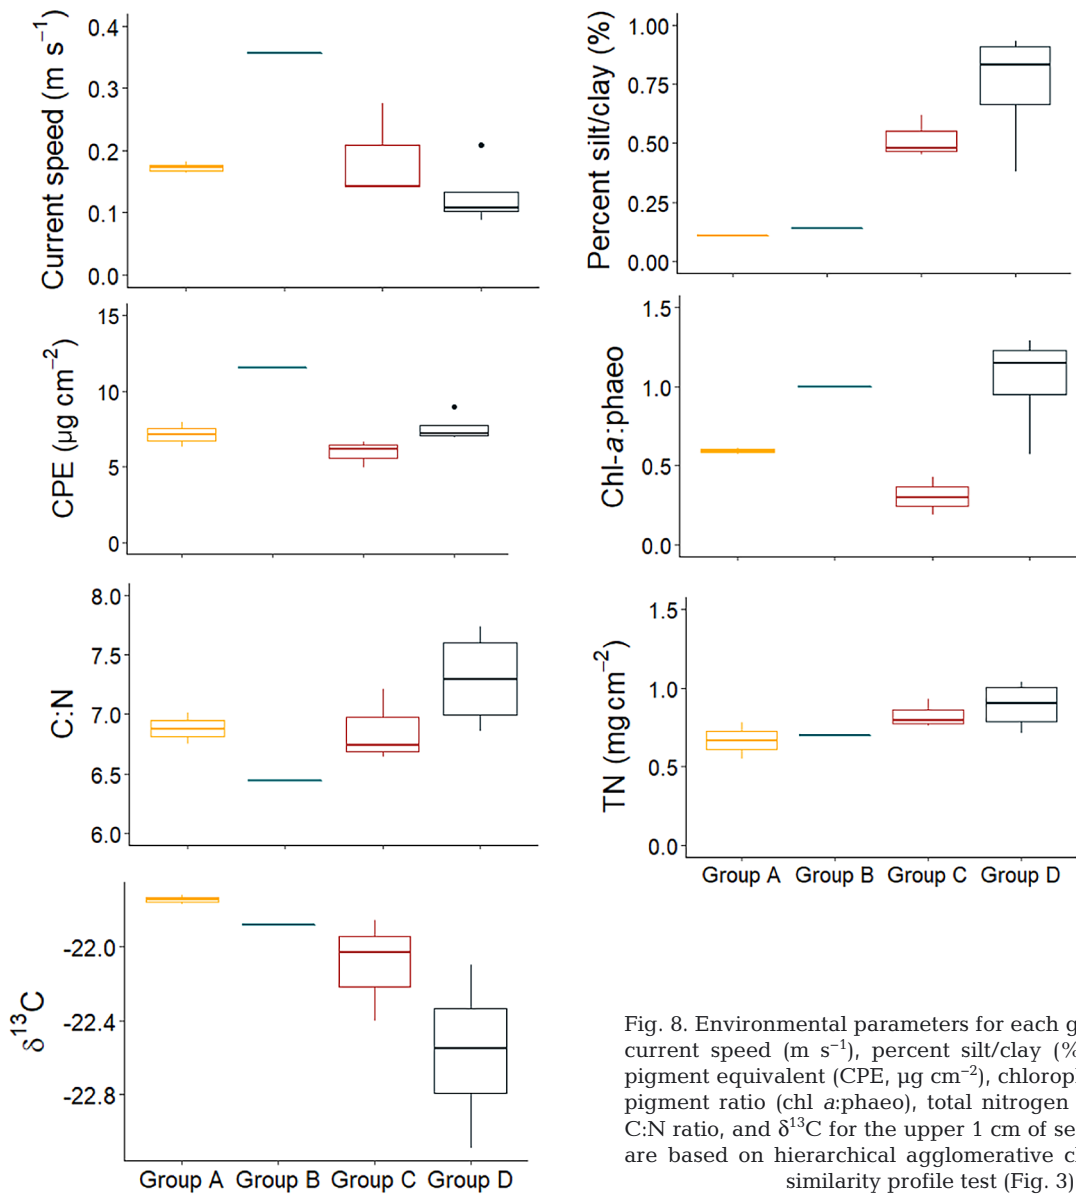 Current speed (m s⁻¹)
0.4
0.3
0.2
0.1
0.0
Percent silt/clay (%)
1.00
0.75
0.50
0.25
0.00
CPE (µg cm⁻²)
15
10
5
0
Chl-a:phaeo
1.5
1.0
0.5
0.0
C:N
8.0
7.5
7.0
6.5
6.0
TN (mg cm⁻²)
1.5
1.0
0.5
0.0
Group A Group B Group C Group D
δ¹³C
-22.0
-22.4
-22.8
Group A Group B Group C Group D
Fig. 8. Environmental parameters for each g
current speed (m s⁻¹), percent silt/clay (%
pigment equivalent (CPE, µg cm⁻²), chlorop
pigment ratio (chl a:phaeo), total nitrogen
C:N ratio, and δ¹³C for the upper 1 cm of se
are based on hierarchical agglomerative c
similarity profile test (Fig. 3)